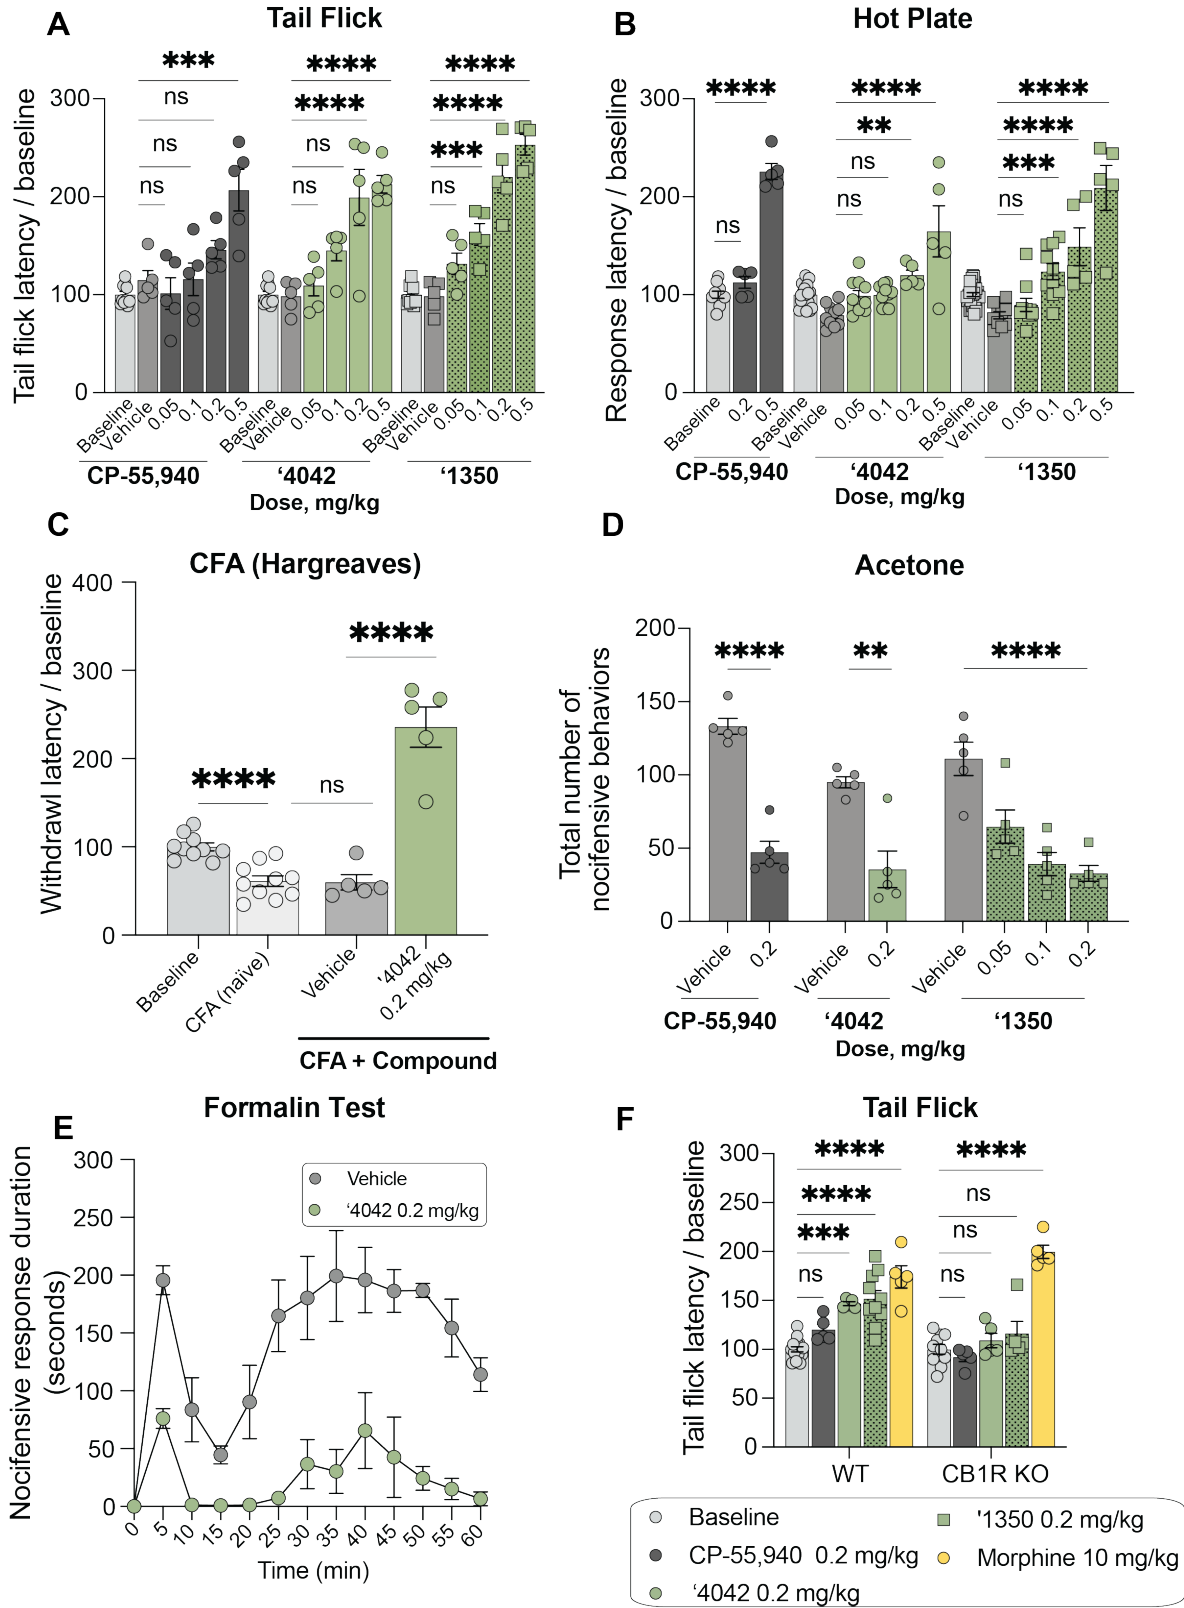 A
Tail Flick
Tail flick latency / baseline
300
200
100
0
✱✱✱
ns
ns
ns
✱✱✱✱
✱✱✱✱
ns
ns
✱✱✱✱
✱✱✱✱
✱✱✱
ns
Baseline
Vehicle
0.05
0.1
0.2
0.5
Baseline
Vehicle
0.05
0.1
0.2
0.5
Baseline
Vehicle
0.05
0.1
0.2
0.5
CP-55,940
‘4042
‘1350
Dose, mg/kg
B
Hot Plate
Response latency / baseline
300
200
100
0
✱✱✱✱
ns
✱✱✱✱
✱✱
ns
ns
✱✱✱✱
✱✱✱✱
✱✱✱
ns
Baseline
0.2
0.5
Baseline
Vehicle
0.05
0.1
0.2
0.5
Baseline
Vehicle
0.05
0.1
0.2
0.5
CP-55,940
‘4042
‘1350
Dose, mg/kg
C
CFA (Hargreaves)
Withdrawl latency / baseline
400
300
200
100
0
✱✱✱✱
ns
✱✱✱✱
Baseline
CFA (naïive)
Vehicle
'4042
0.2 mg/kg
CFA + Compound
D
Acetone
Total number of
nocifensive behaviors
200
150
100
50
0
✱✱✱✱
✱✱
✱✱✱✱
Vehicle
0.2
Vehicle
0.2
Vehicle
0.05
0.1
0.2
CP-55,940
‘4042
‘1350
Dose, mg/kg
E
Formalin Test
Nocifensive response duration
(seconds)
300
250
200
150
100
50
0
Vehicle
‘4042 0.2 mg/kg
0
5
10
15
20
25
30
35
40
45
50
55
60
Time (min)
F
Tail Flick
Tail flick latency / baseline
300
250
200
150
100
50
0
✱✱✱✱
✱✱✱✱
✱✱✱
ns
✱✱✱✱
ns
ns
ns
WT
CB1R KO
Baseline
CP-55,940 0.2 mg/kg
‘4042 0.2 mg/kg
'1350 0.2 mg/kg
Morphine 10 mg/kg